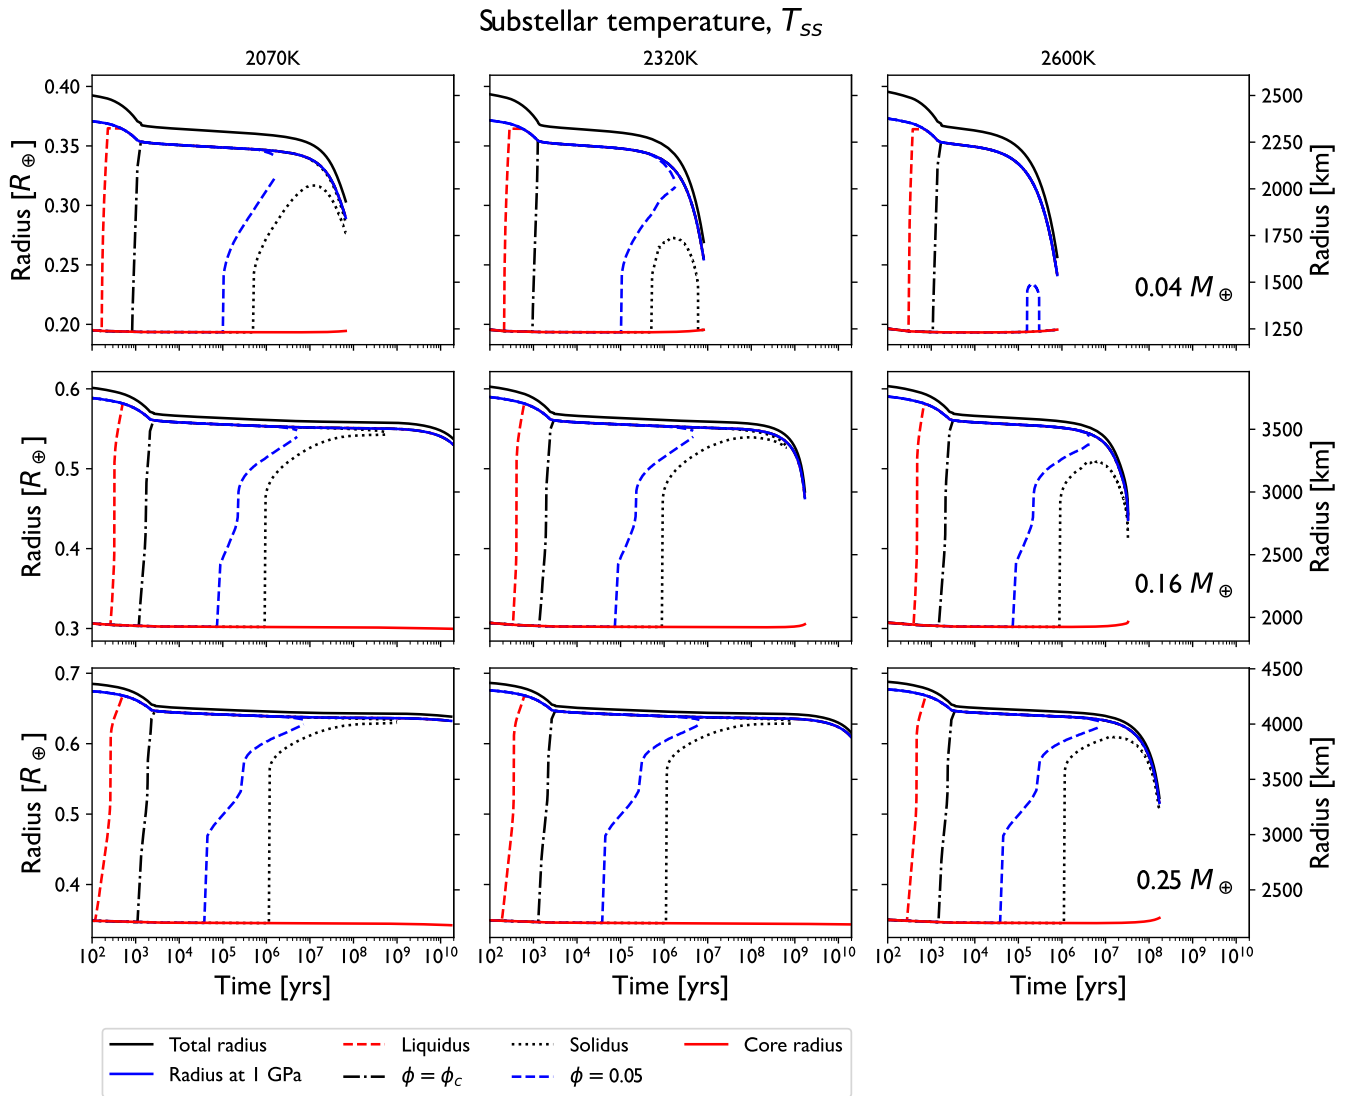 Substellar temperature, T_ss
2070K 2320K 2600K
0.40
0.35
0.30
0.25
0.20
Radius [R⊕]
2500
2250
2000
1750
1500
1250
Radius [km]
0.04 M⊕
0.6
0.5
0.4
0.3
Radius [R⊕]
3500
3000
2500
2000
Radius [km]
0.16 M⊕
0.7
0.6
0.5
0.4
Radius [R⊕]
4500
4000
3500
3000
2500
Radius [km]
0.25 M⊕
10² 10³ 10⁴ 10⁵ 10⁶ 10⁷ 10⁸ 10⁹ 10¹⁰ 10² 10³ 10⁴ 10⁵ 10⁶ 10⁷ 10⁸ 10⁹ 10¹⁰ 10² 10³ 10⁴ 10⁵ 10⁶ 10⁷ 10⁸ 10⁹ 10¹⁰
Time [yrs] Time [yrs] Time [yrs]
Total radius Liquidus Solidus Core radius
Radius at 1 GPa ϕ = ϕ_c ϕ = 0.05